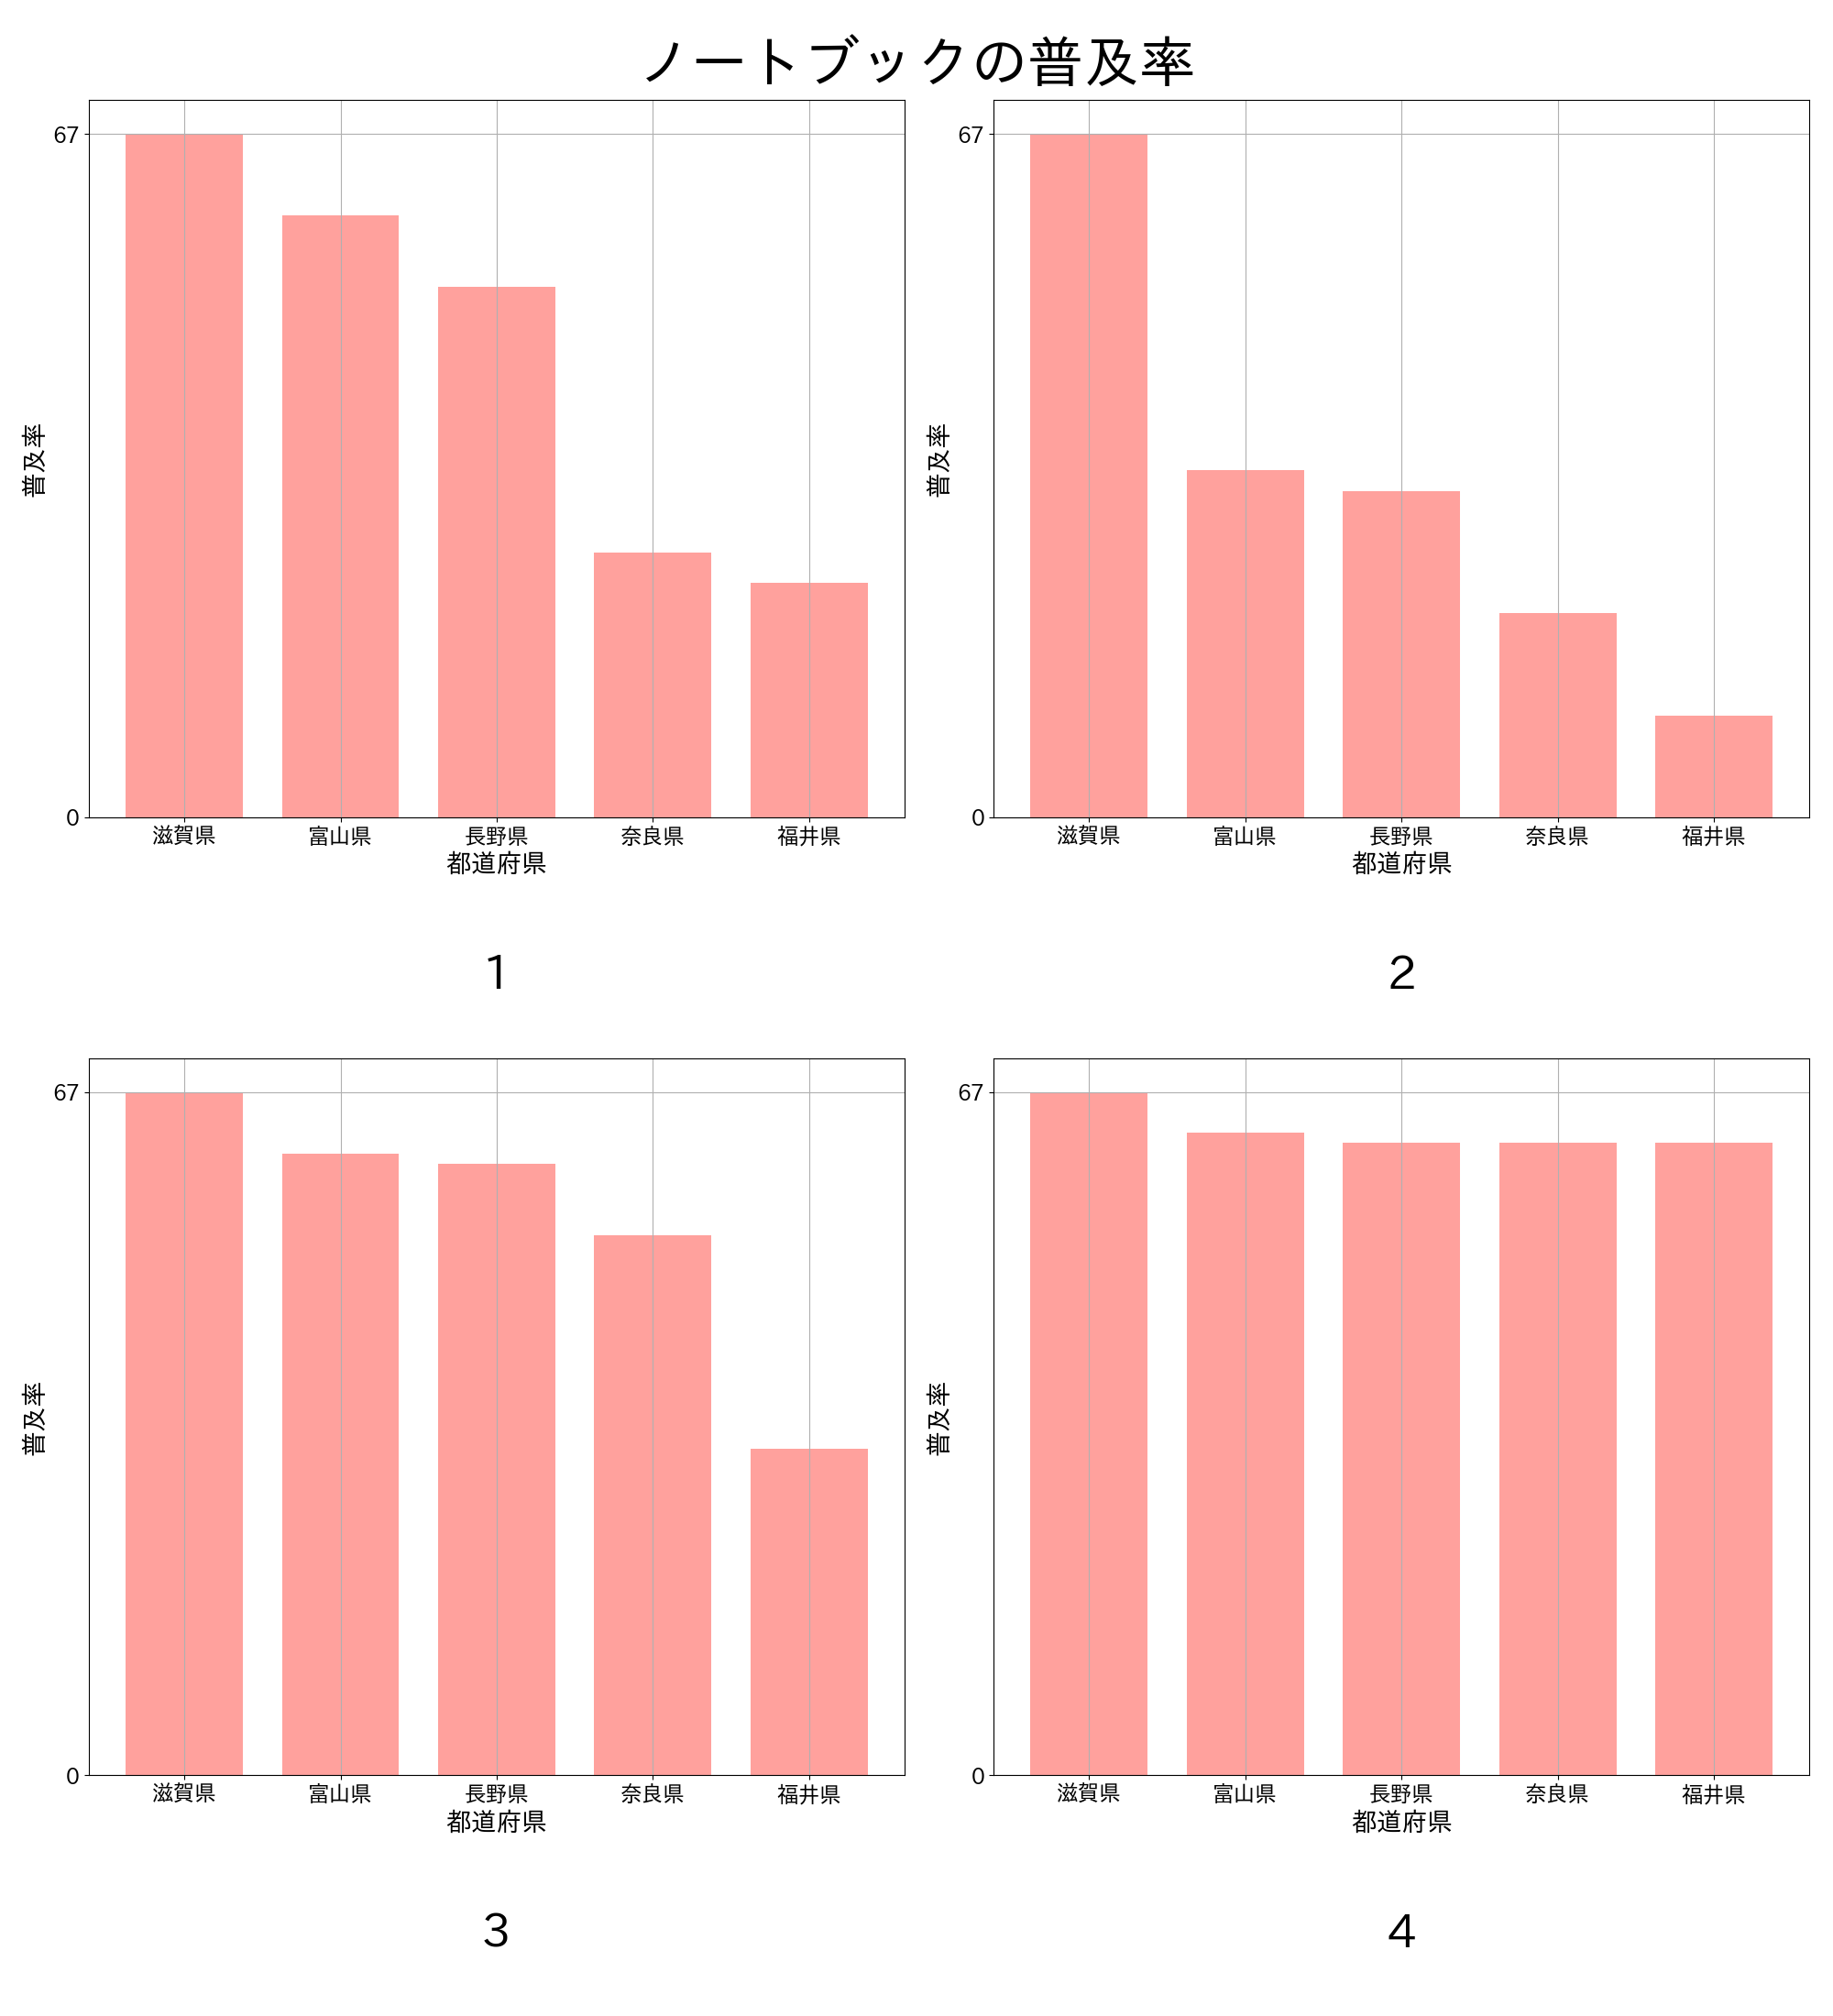 ノートブックの普及率
67
0
普及率
滋賀県 富山県 長野県 奈良県 福井県
都道府県
1
67
0
普及率
滋賀県 富山県 長野県 奈良県 福井県
都道府県
2
67
0
普及率
滋賀県 富山県 長野県 奈良県 福井県
都道府県
3
67
0
普及率
滋賀県 富山県 長野県 奈良県 福井県
都道府県
4